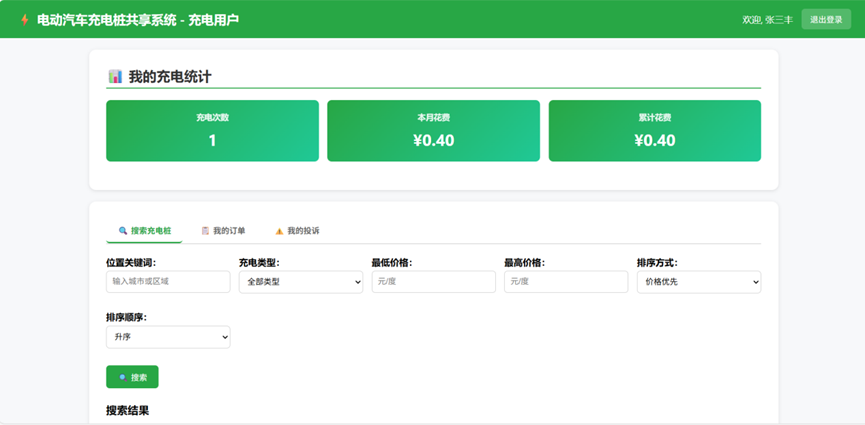 电动汽车充电桩共享系统 - 充电用户
欢迎, 张三丰
退出登录
我的充电统计
充电次数
1
本月花费
¥0.40
累计花费
¥0.40
搜索充电桩
我的订单
我的投诉
位置关键词:
输入城市或区域
充电类型:
全部类型
最低价格:
元/度
最高价格:
元/度
排序方式:
价格优先
排序顺序:
升序
搜索
搜索结果